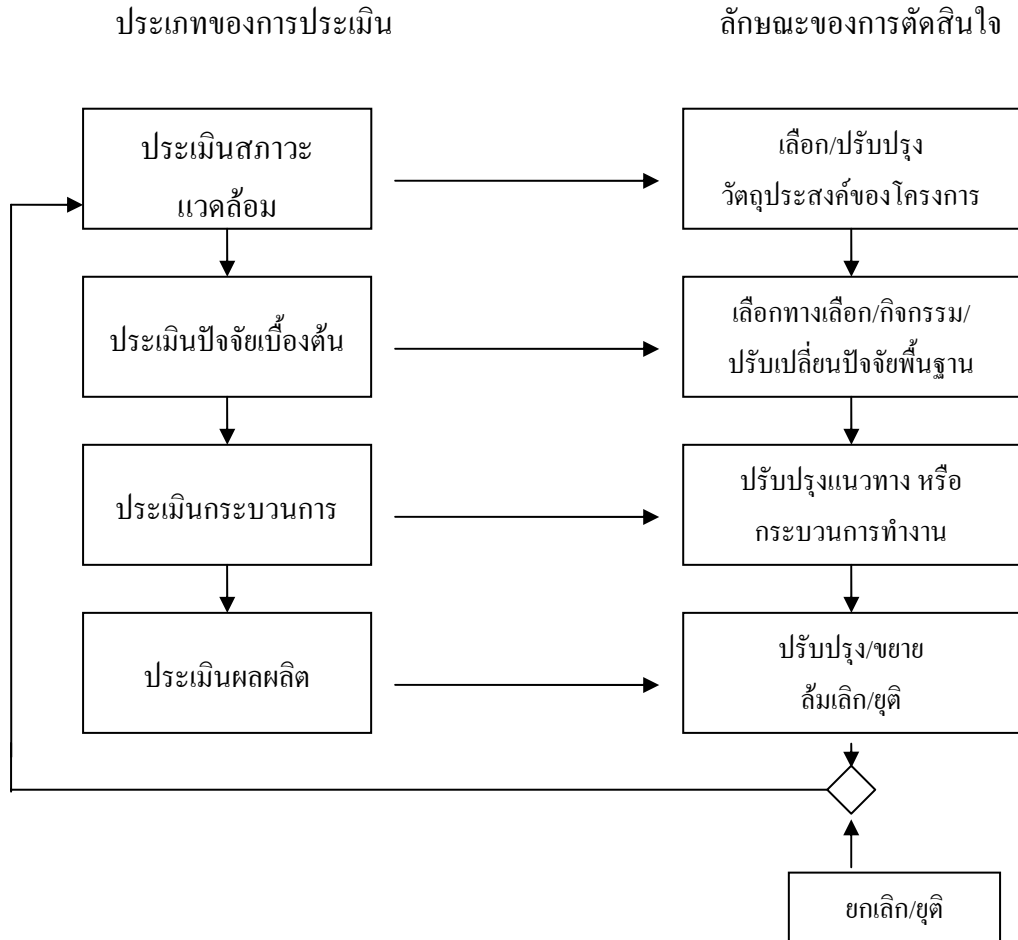 ประเภทของการประเมิน
ลักษณะของการตัดสินใจ
ประเมินสภาวะ
แวดล้อม
เลือก/ปรับปรุง
วัตถุประสงค์ของโครงการ
ประเมินปัจจัยเบื้องต้น
เลือกทางเลือก/กิจกรรม/
ปรับเปลี่ยนปัจจัยพื้นฐาน
ประเมินกระบวนการ
ปรับปรุงแนวทาง หรือ
กระบวนการทำงาน
ประเมินผลผลิต
ปรับปรุง/ขยาย
ล้มเลิก/ยุติ
ยกเลิก/ยุติ